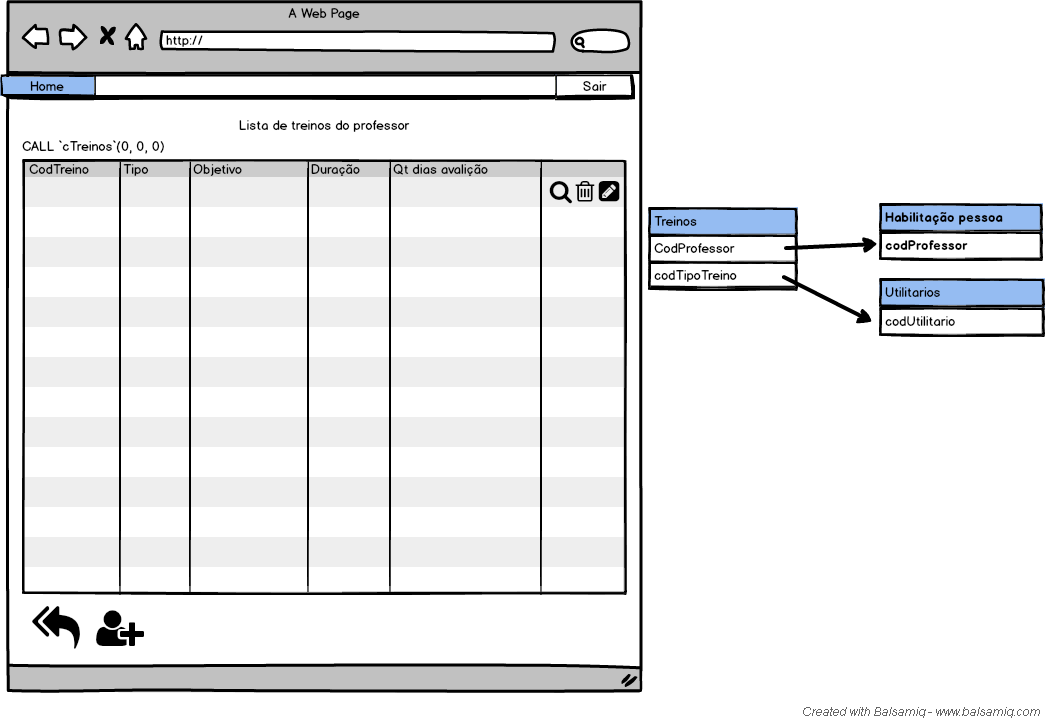 A Web Page
http://
Home
Sair
Lista de treinos do professor
CALL `cTreinos`(0, 0, 0)
CodTreino Tipo Objetivo Duração Qt dias avalição
Treinos
CodProfessor
codTipoTreino
Habilitação pessoa
codProfessor
Utilitarios
codUtilitario
Created with Balsamiq - www.balsamiq.com